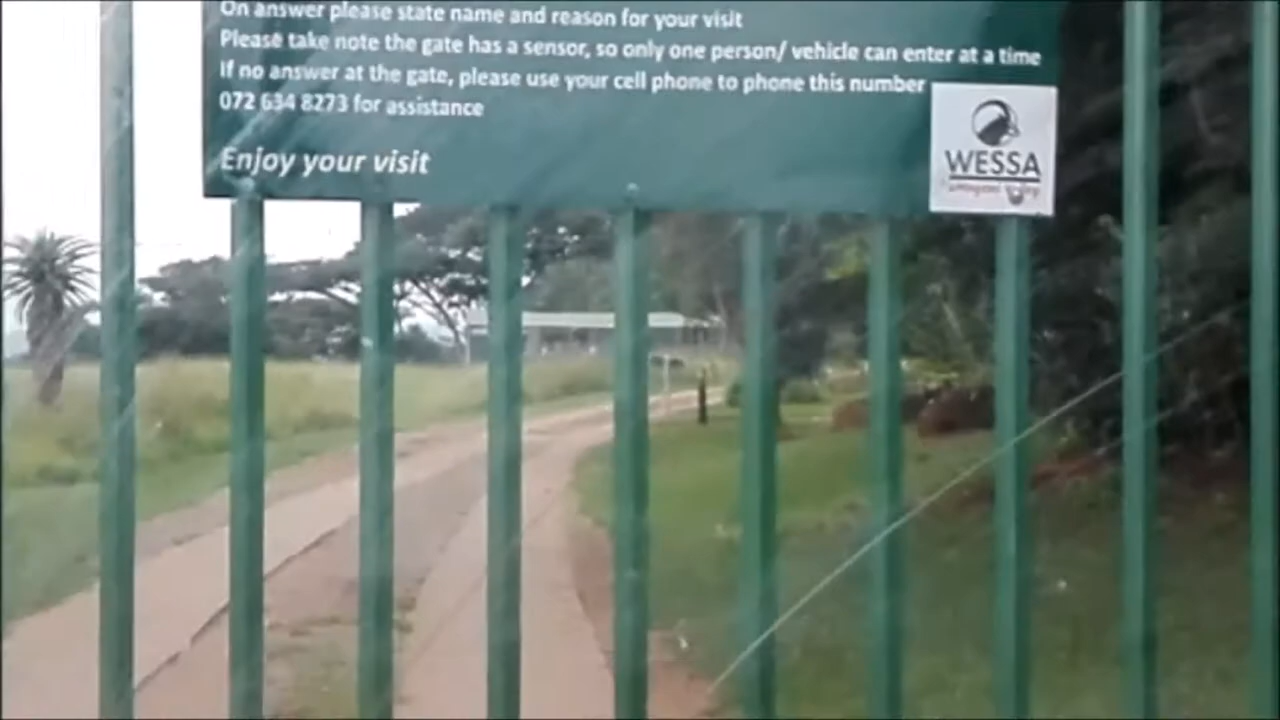 On answer please state name and reason for your visit
Please take note the gate has a sensor, so only one person/ vehicle can enter at a time
If no answer at the gate, please use your cell phone to phone this number
072 634 8273 for assistance
Enjoy your visit
WESSA